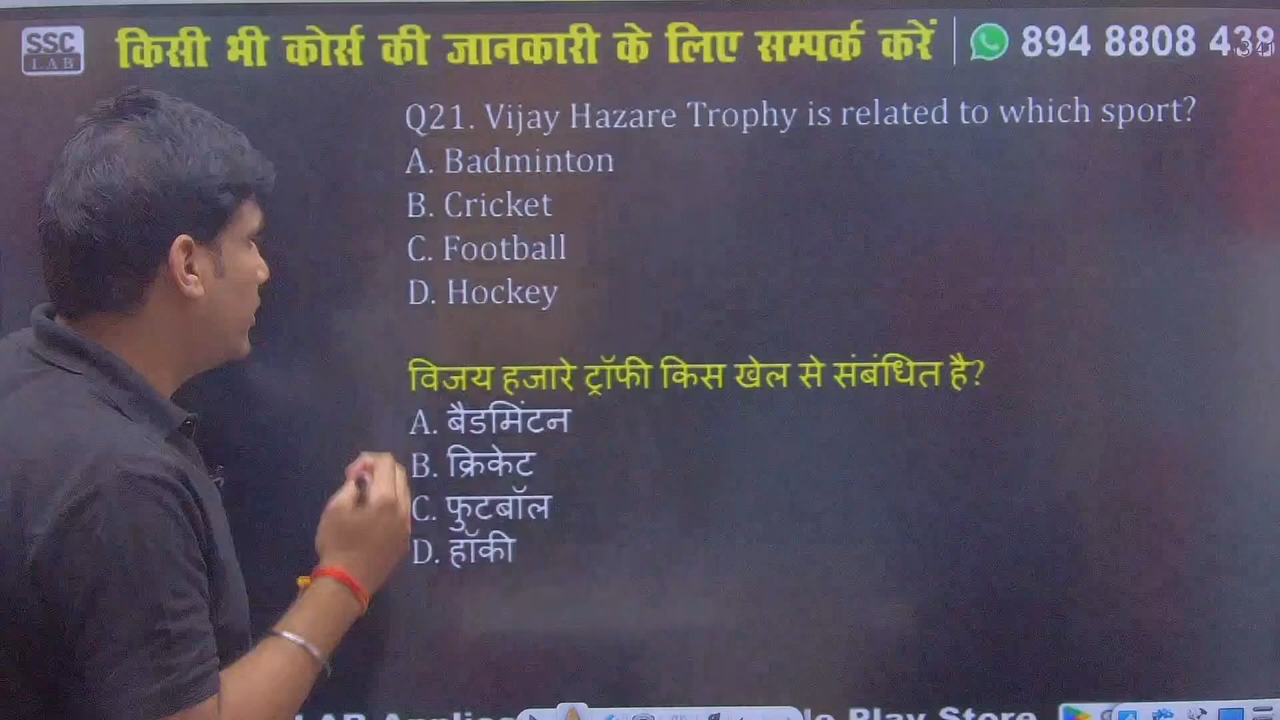 SSC
LAB
किसी भी कोर्स की जानकारी के लिए सम्पर्क करें
894 8808 438
Q21. Vijay Hazare Trophy is related to which sport?
A. Badminton
B. Cricket
C. Football
D. Hockey
विजय हजारे ट्रॉफी किस खेल से संबंधित है?
A. बैडमिंटन
B. क्रिकेट
C. फुटबॉल
D. हॉकी
LAB
Play Store